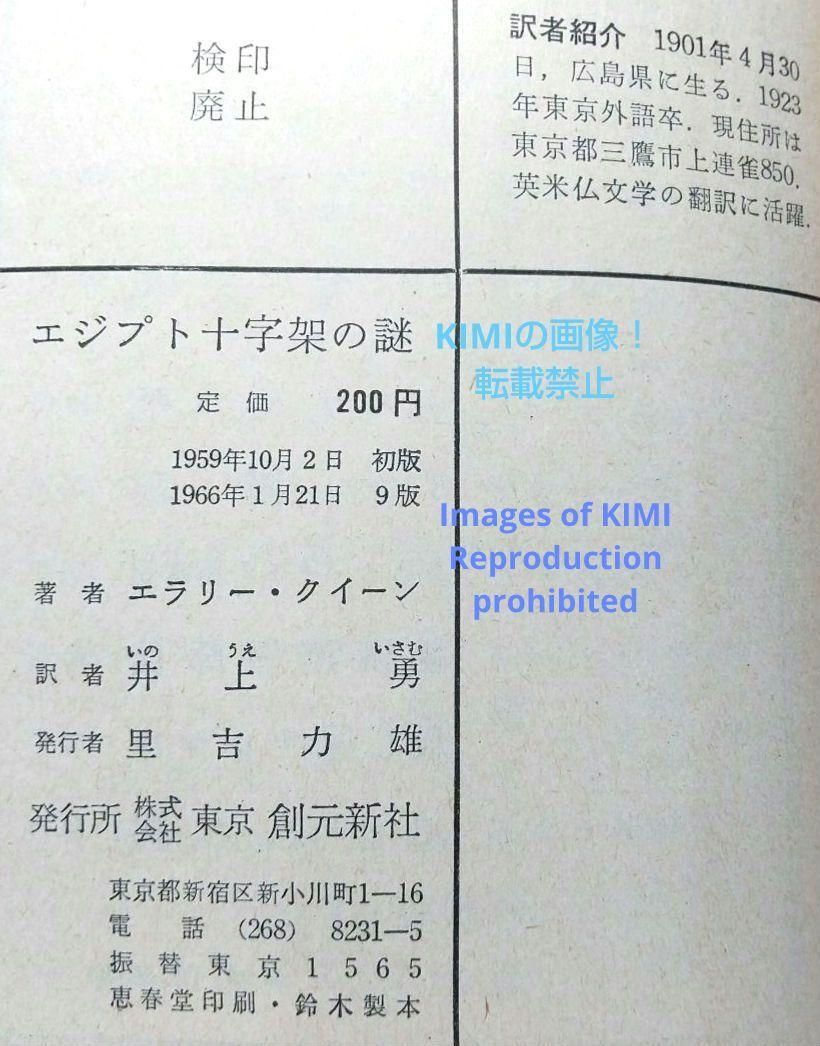 検印
廃止
訳者紹介 1901年4月30
日，広島県に生る．1923
年東京外語卒．現住所は
東京都三鷹市上連雀850．
英米仏文学の翻訳に活躍．
エジプト十字架の謎
定価 200円
1959年10月2日 初版
1966年1月21日 9版
著者 エラリー・クイーン
いの うえ いさむ
訳者 井上勇
発行者 里吉力雄
発行所 株式会社 東京 創元新社
東京都新宿区新小川町1—16
電話 (268) 8231—5
振替東京1565
恵春堂印刷・鈴木製本
KIMIの画像！
転載禁止
Images of KIMI
Reproduction
prohibited